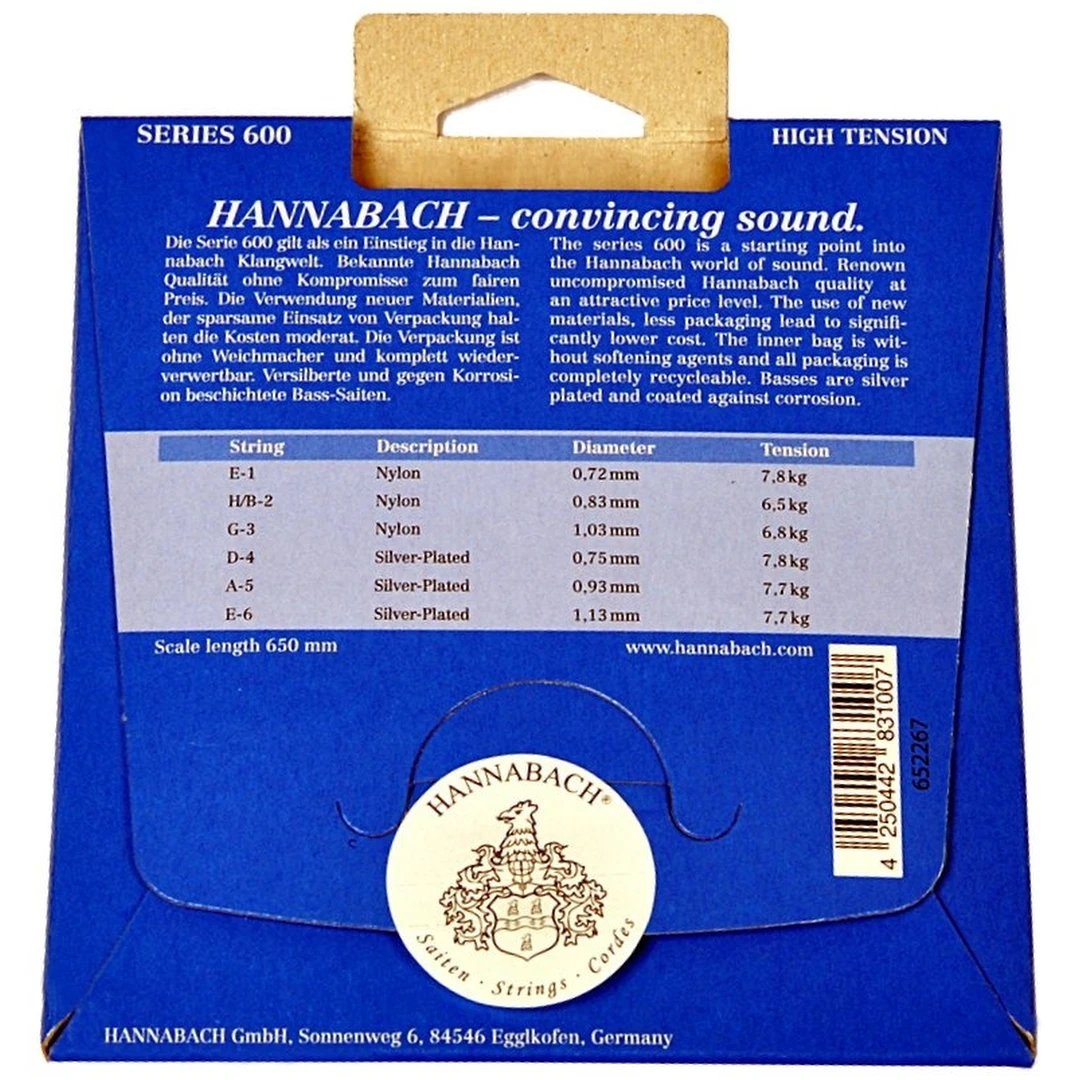 SERIES 600
HIGH TENSION
HANNABACH – convincing sound.
Die Serie 600 gilt als ein Einstieg in die Han-
nabach Klangwelt. Bekannte Hannabach
Qualität ohne Kompromisse zum fairen
Preis. Die Verwendung neuer Materialien,
der sparsame Einsatz von Verpackung hal-
ten die Kosten moderat. Die Verpackung ist
ohne Weichmacher und komplett wieder-
verwertbar. Versilberte und gegen Korrosi-
on beschichtete Bass-Saiten.
The series 600 is a starting point into
the Hannabach world of sound. Renown
uncompromised Hannabach quality at
an attractive price level. The use of new
materials, less packaging lead to signifi-
cantly lower cost. The inner bag is wit-
hout softening agents and all packaging is
completely recycleable. Basses are silver
plated and coated against corrosion.
String Description Diameter Tension
E-1 Nylon 0,72 mm 7,8 kg
H/B-2 Nylon 0,83 mm 6,5 kg
G-3 Nylon 1,03 mm 6,8 kg
D-4 Silver-Plated 0,75 mm 7,8 kg
A-5 Silver-Plated 0,93 mm 7,7 kg
E-6 Silver-Plated 1,13 mm 7,7 kg
Scale length 650 mm
www.hannabach.com
4 250442 831007
652267
HANNABACH®
Saiten · Strings · Cordes
HANNABACH GmbH, Sonnenweg 6, 84546 Egglkofen, Germany